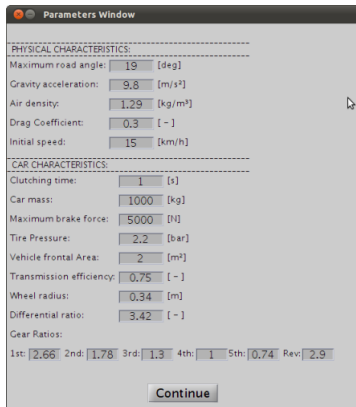 Parameters Window
PHYSICAL CHARACTERISTICS:
Maximum road angle: 19 [deg]
Gravity acceleration: 9.8 [m/s²]
Air density: 1.29 [kg/m³]
Drag Coefficient: 0.3 [ - ]
Initial speed: 15 [km/h]
CAR CHARACTERISTICS:
Clutching time: 1 [s]
Car mass: 1000 [kg]
Maximum brake force: 5000 [N]
Tire Pressure: 2.2 [bar]
Vehicle frontal Area: 2 [m²]
Transmission efficiency: 0.75 [ - ]
Wheel radius: 0.34 [m]
Differential ratio: 3.42 [ - ]
Gear Ratios:
1st: 2.66 2nd: 1.78 3rd: 1.3 4th: 1 5th: 0.74 Rev: 2.9
Continue